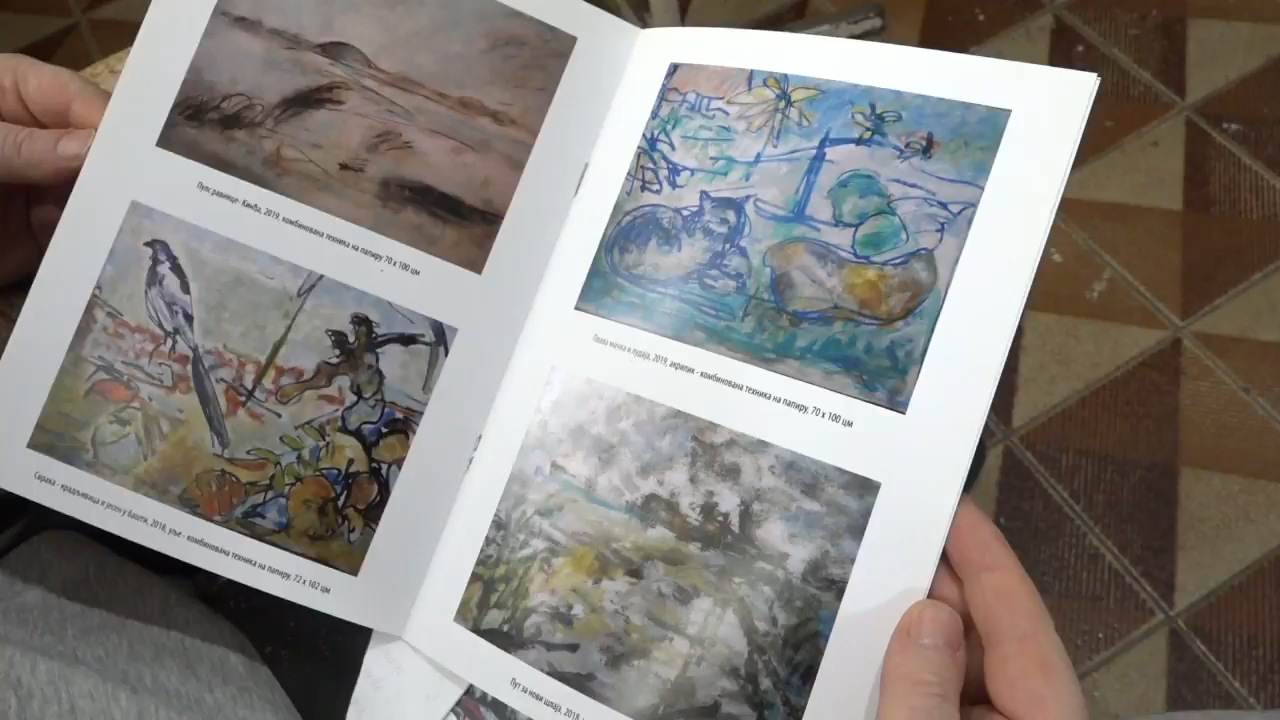 Пулс равнице- Кинђа, 2019, комбинована техника на папиру 70 x 100 цм
Сврака - крадљивица и јесен у башти, 2018, уље - комбинована техника на папиру, 72 x 102 цм
Плава мачка и лудаја, 2019, акрилик - комбинована техника на папиру, 70 x 100 цм
Пут за нови шлајз, 2018